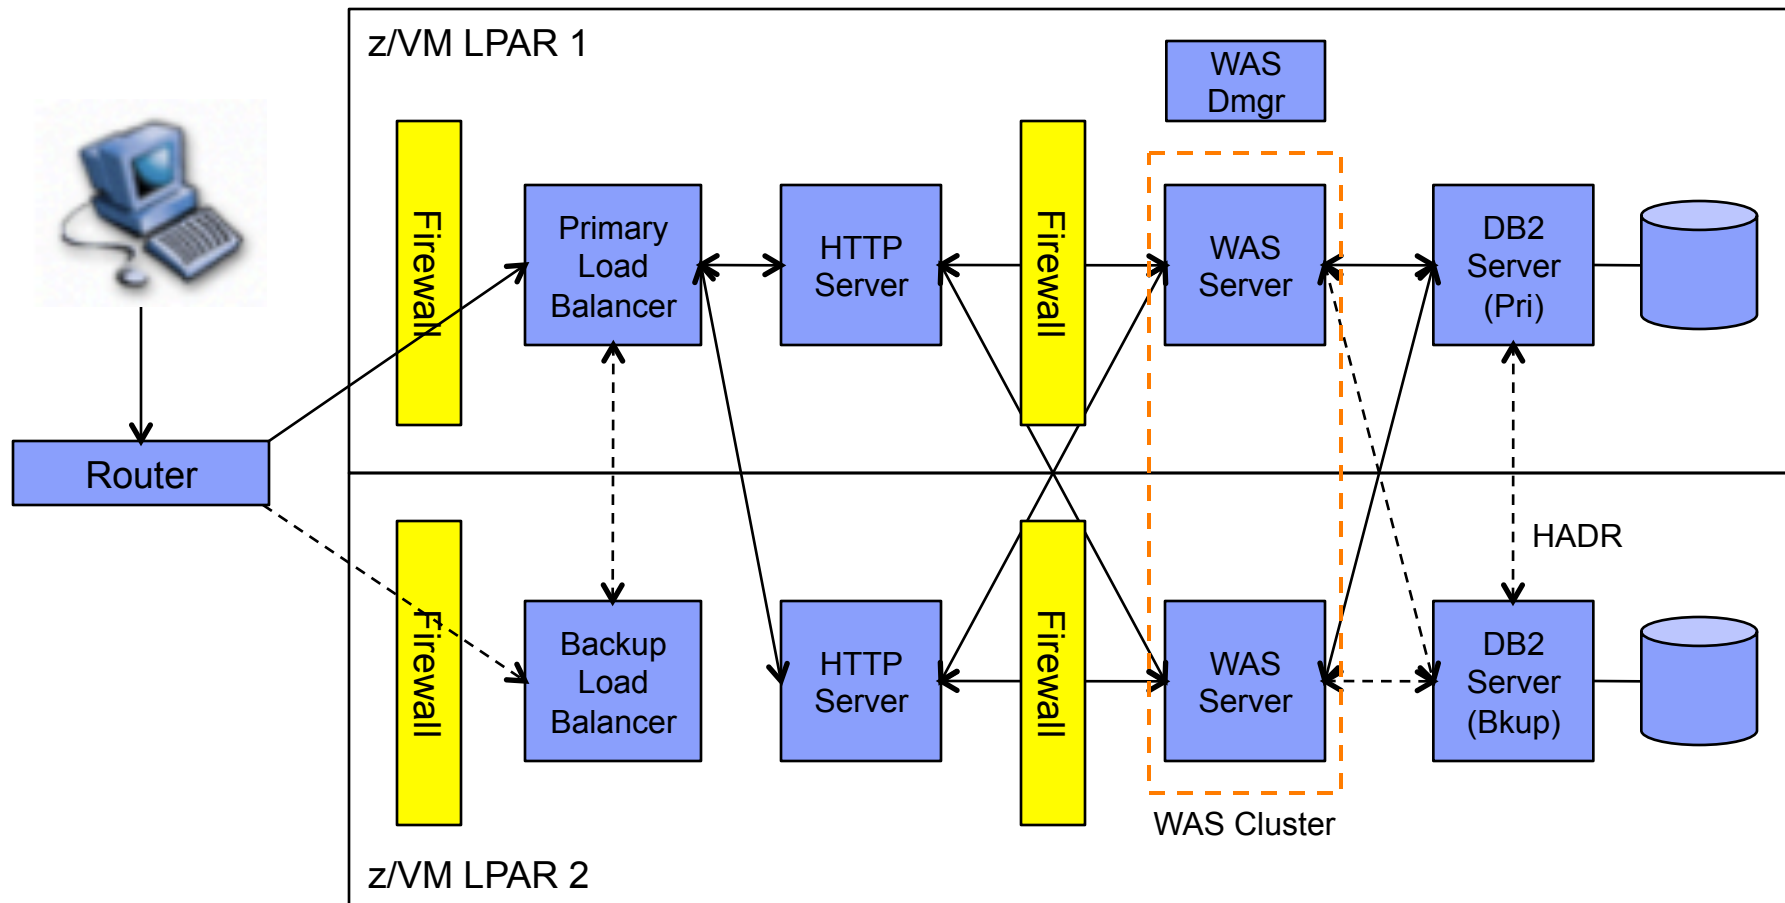 z/VM LPAR 1
WAS
Dmgr
Firewall
Primary
Load
Balancer
HTTP
Server
Firewall
WAS
Server
DB2
Server
(Pri)
Router
HADR
Firewall
Backup
Load
Balancer
HTTP
Server
Firewall
WAS
Server
DB2
Server
(Bkup)
WAS Cluster
z/VM LPAR 2